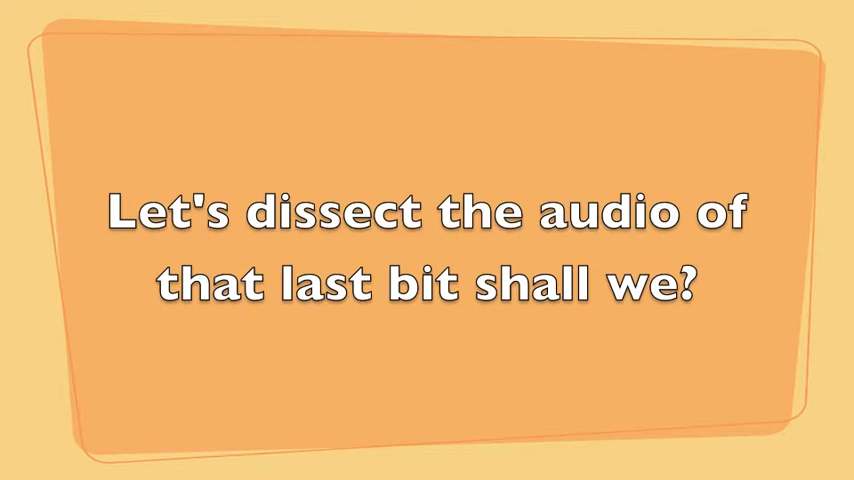 Let's dissect the audio of
that last bit shall we?